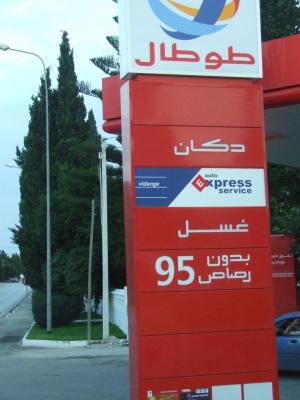 طوطال
دكان
vidange
auto
Express
service
غسل
بدون
رصاص 95